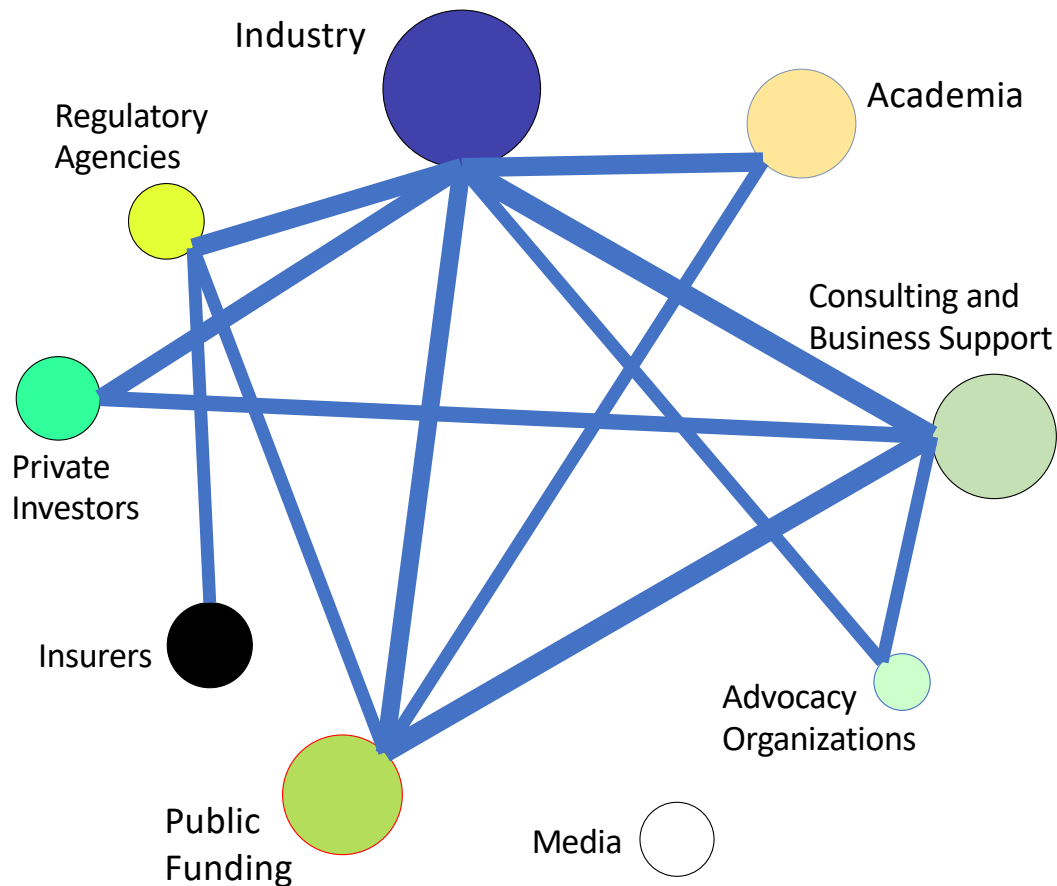 Industry
Academia
Regulatory
Agencies
Consulting and
Business Support
Private
Investors
Insurers
Advocacy
Organizations
Public
Funding
Media